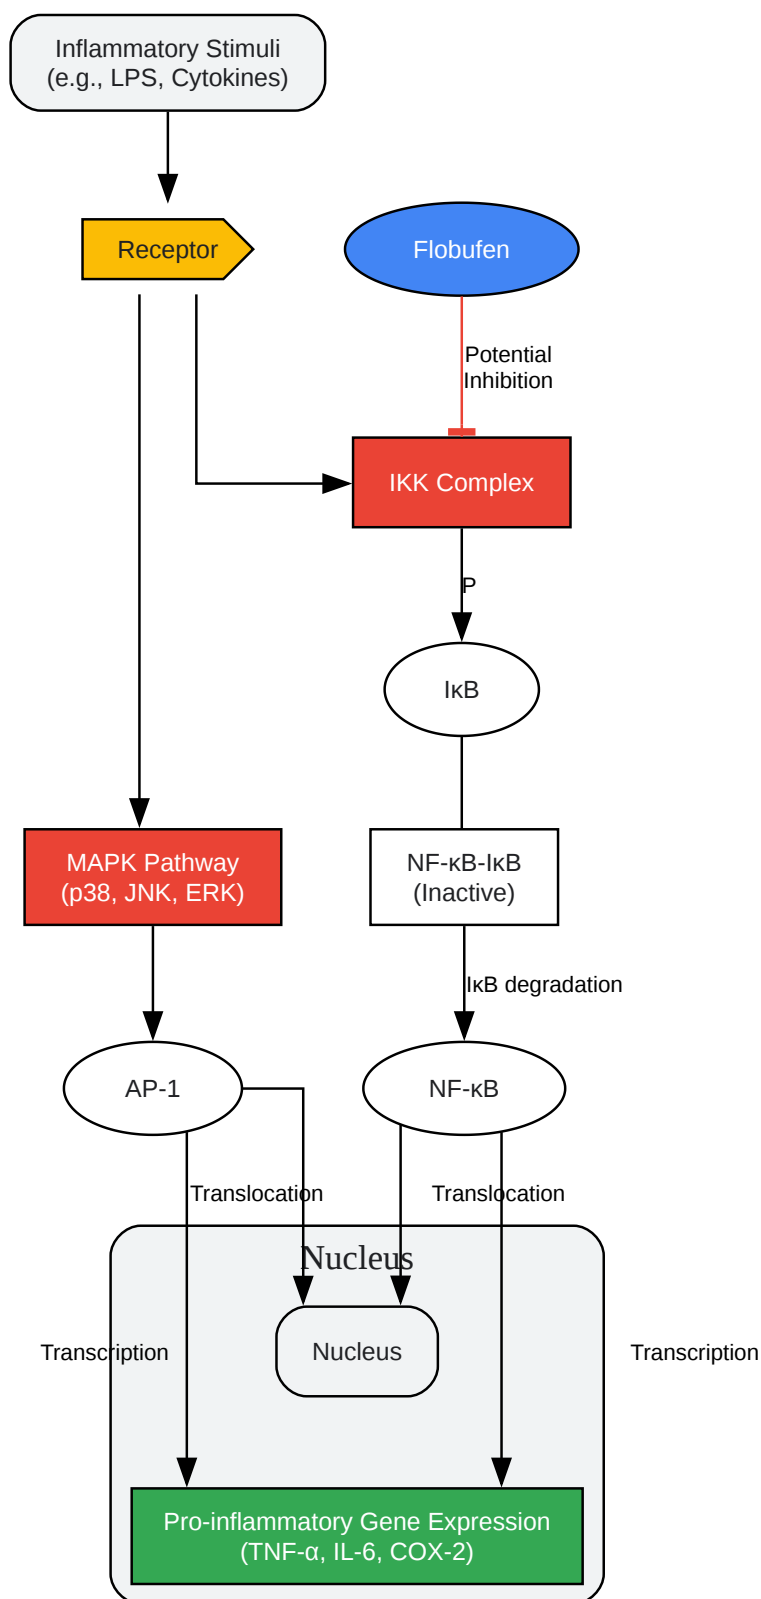 Inflammatory Stimuli
(e.g., LPS, Cytokines)
Receptor
Flobufen
Potential
Inhibition
IKK Complex
P
IκB
MAPK Pathway
(p38, JNK, ERK)
NF-κB-IκB
(Inactive)
IκB degradation
AP-1
NF-κB
Translocation
Translocation
Nucleus
Nucleus
Transcription
Transcription
Pro-inflammatory Gene Expression
(TNF-α, IL-6, COX-2)